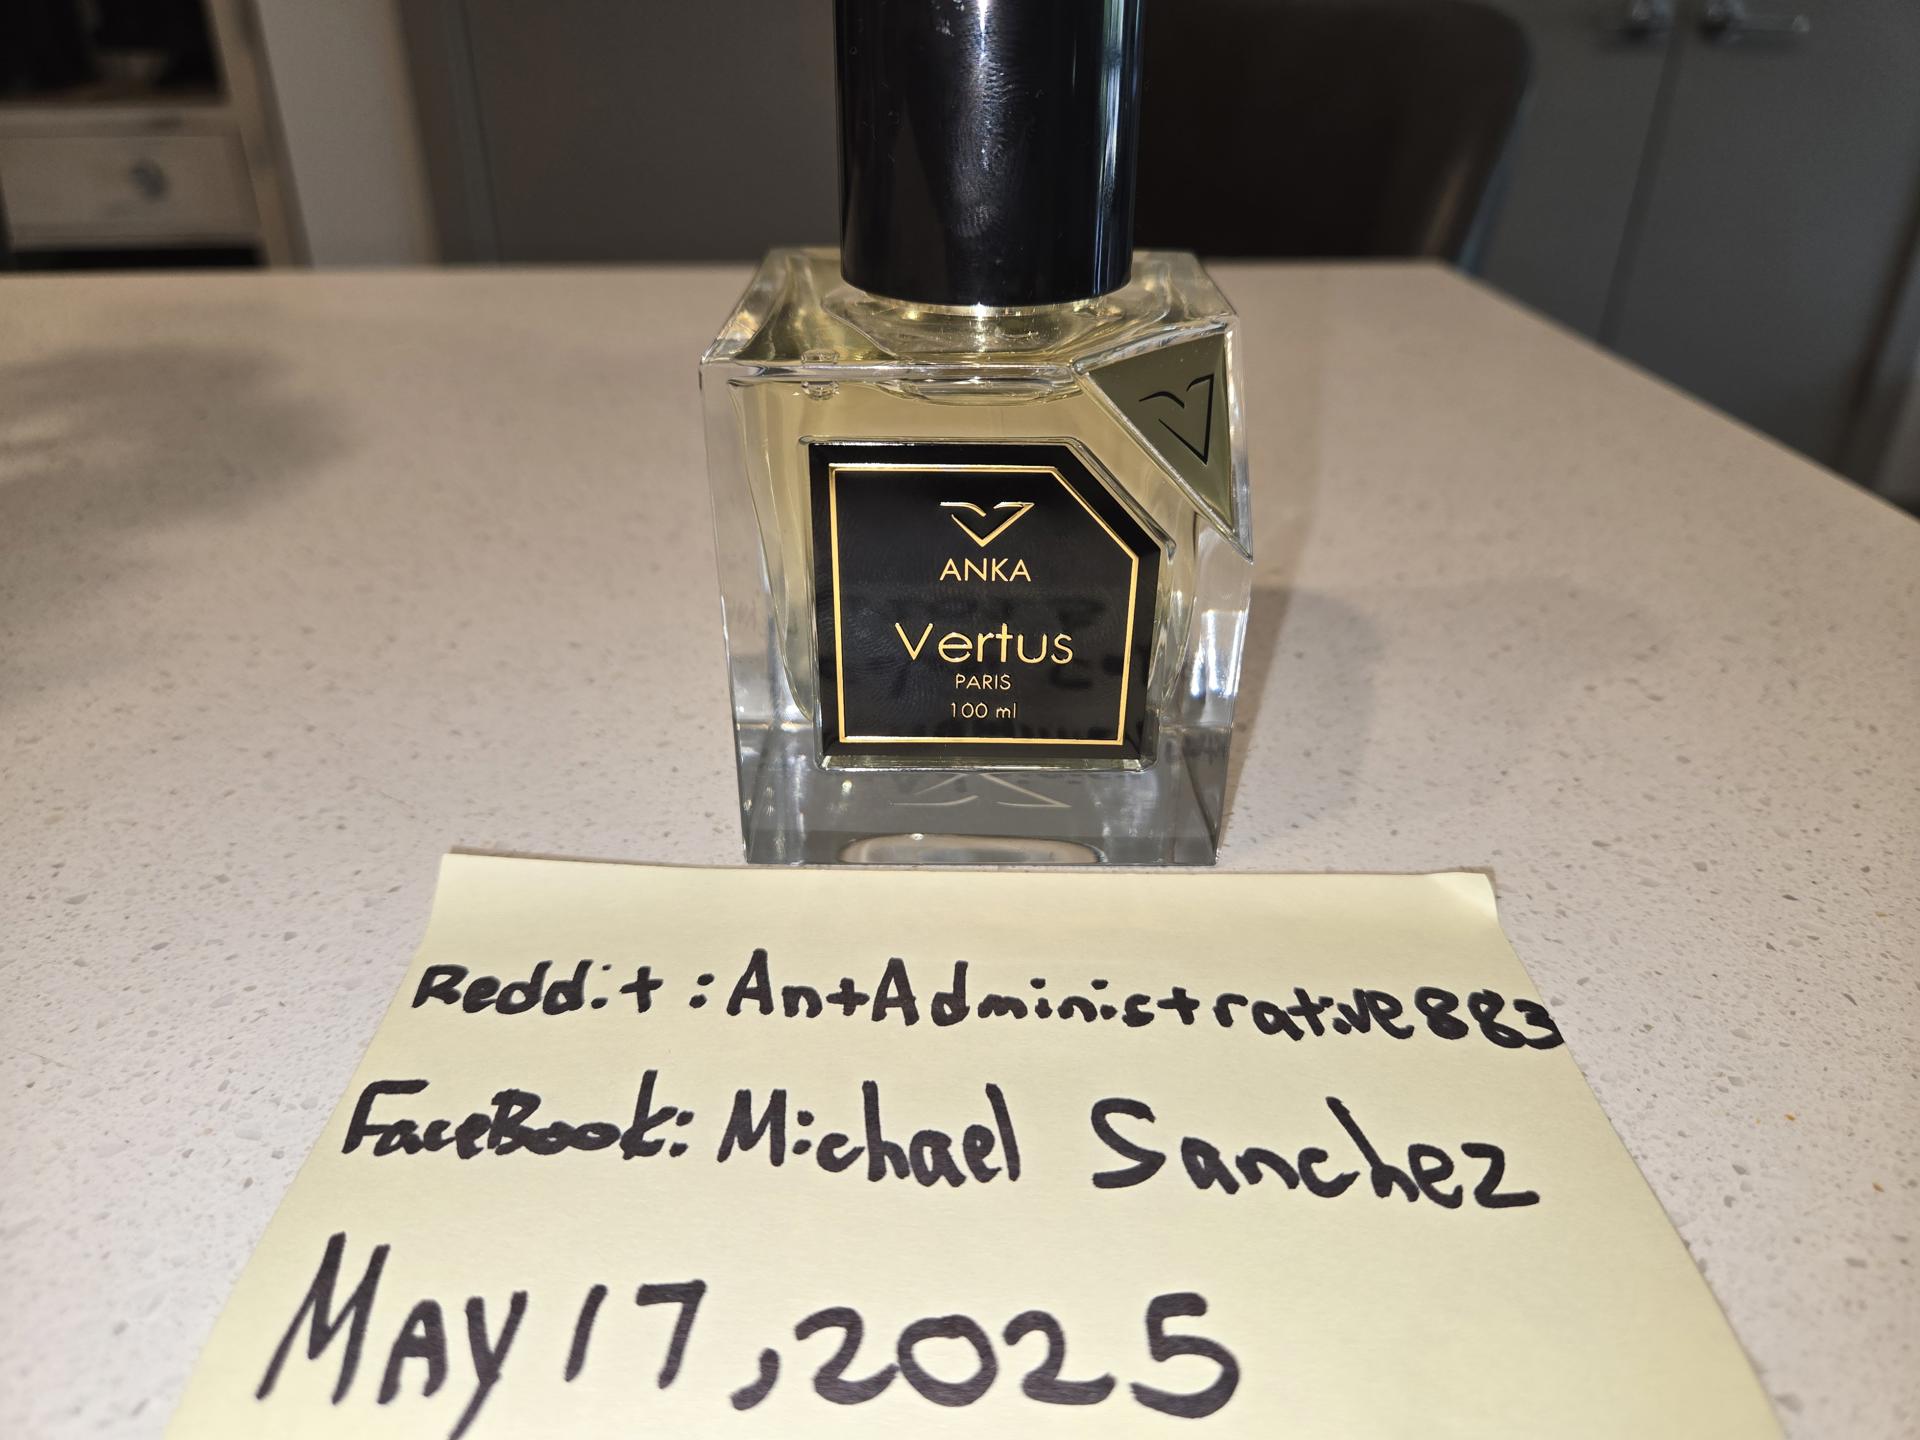 ANKA
Vertus
PARIS
100 ml
Reddit: AntAdministrative883
FaceBook: Michael Sanchez
MAY 17, 2025